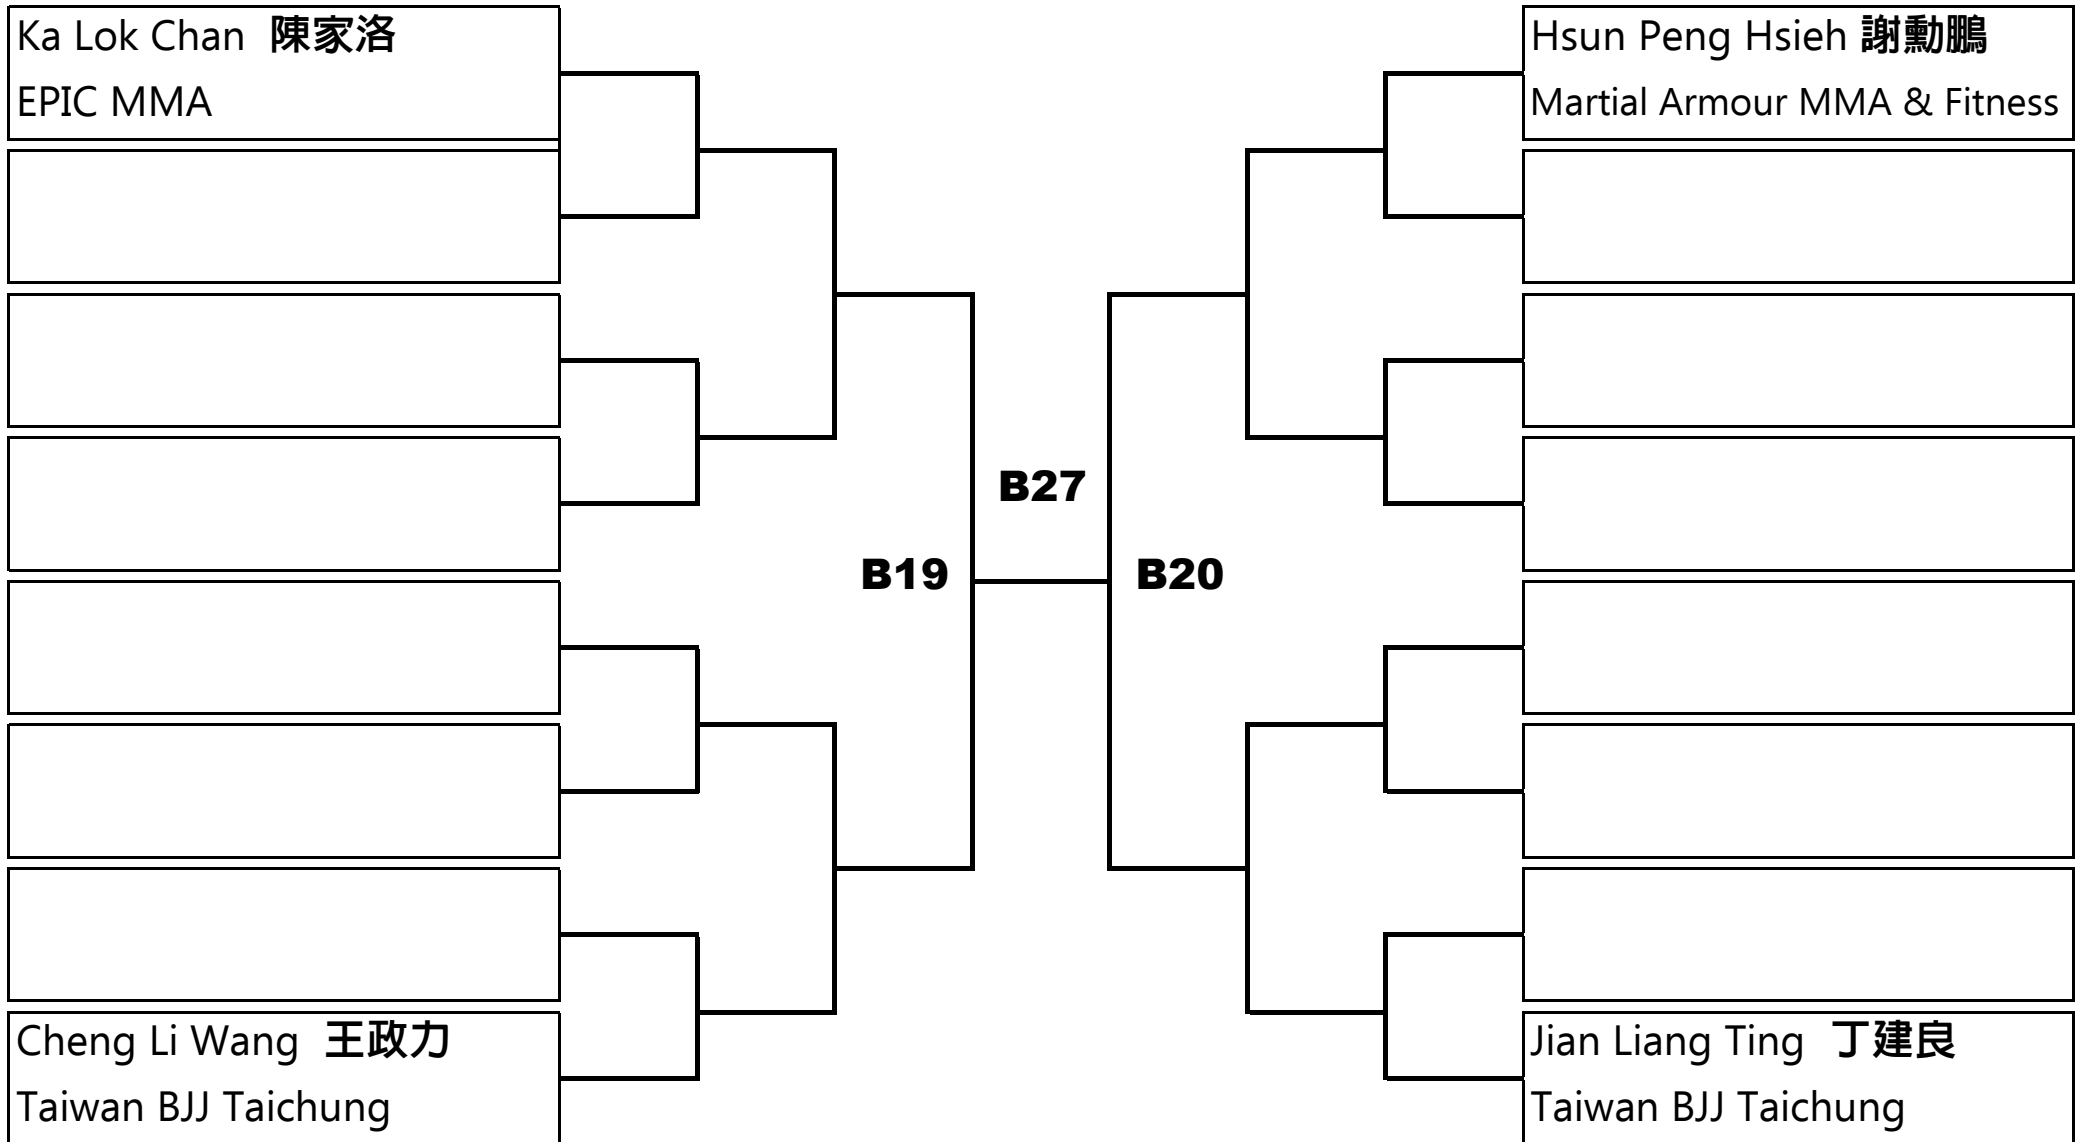 Ka Lok Chan 陳家洛
EPIC MMA
Hsun Peng Hsieh 謝勳鵬
Martial Armour MMA & Fitness
B27
B19
B20
Cheng Li Wang 王政力
Taiwan BJJ Taichung
Jian Liang Ting 丁建良
Taiwan BJJ Taichung